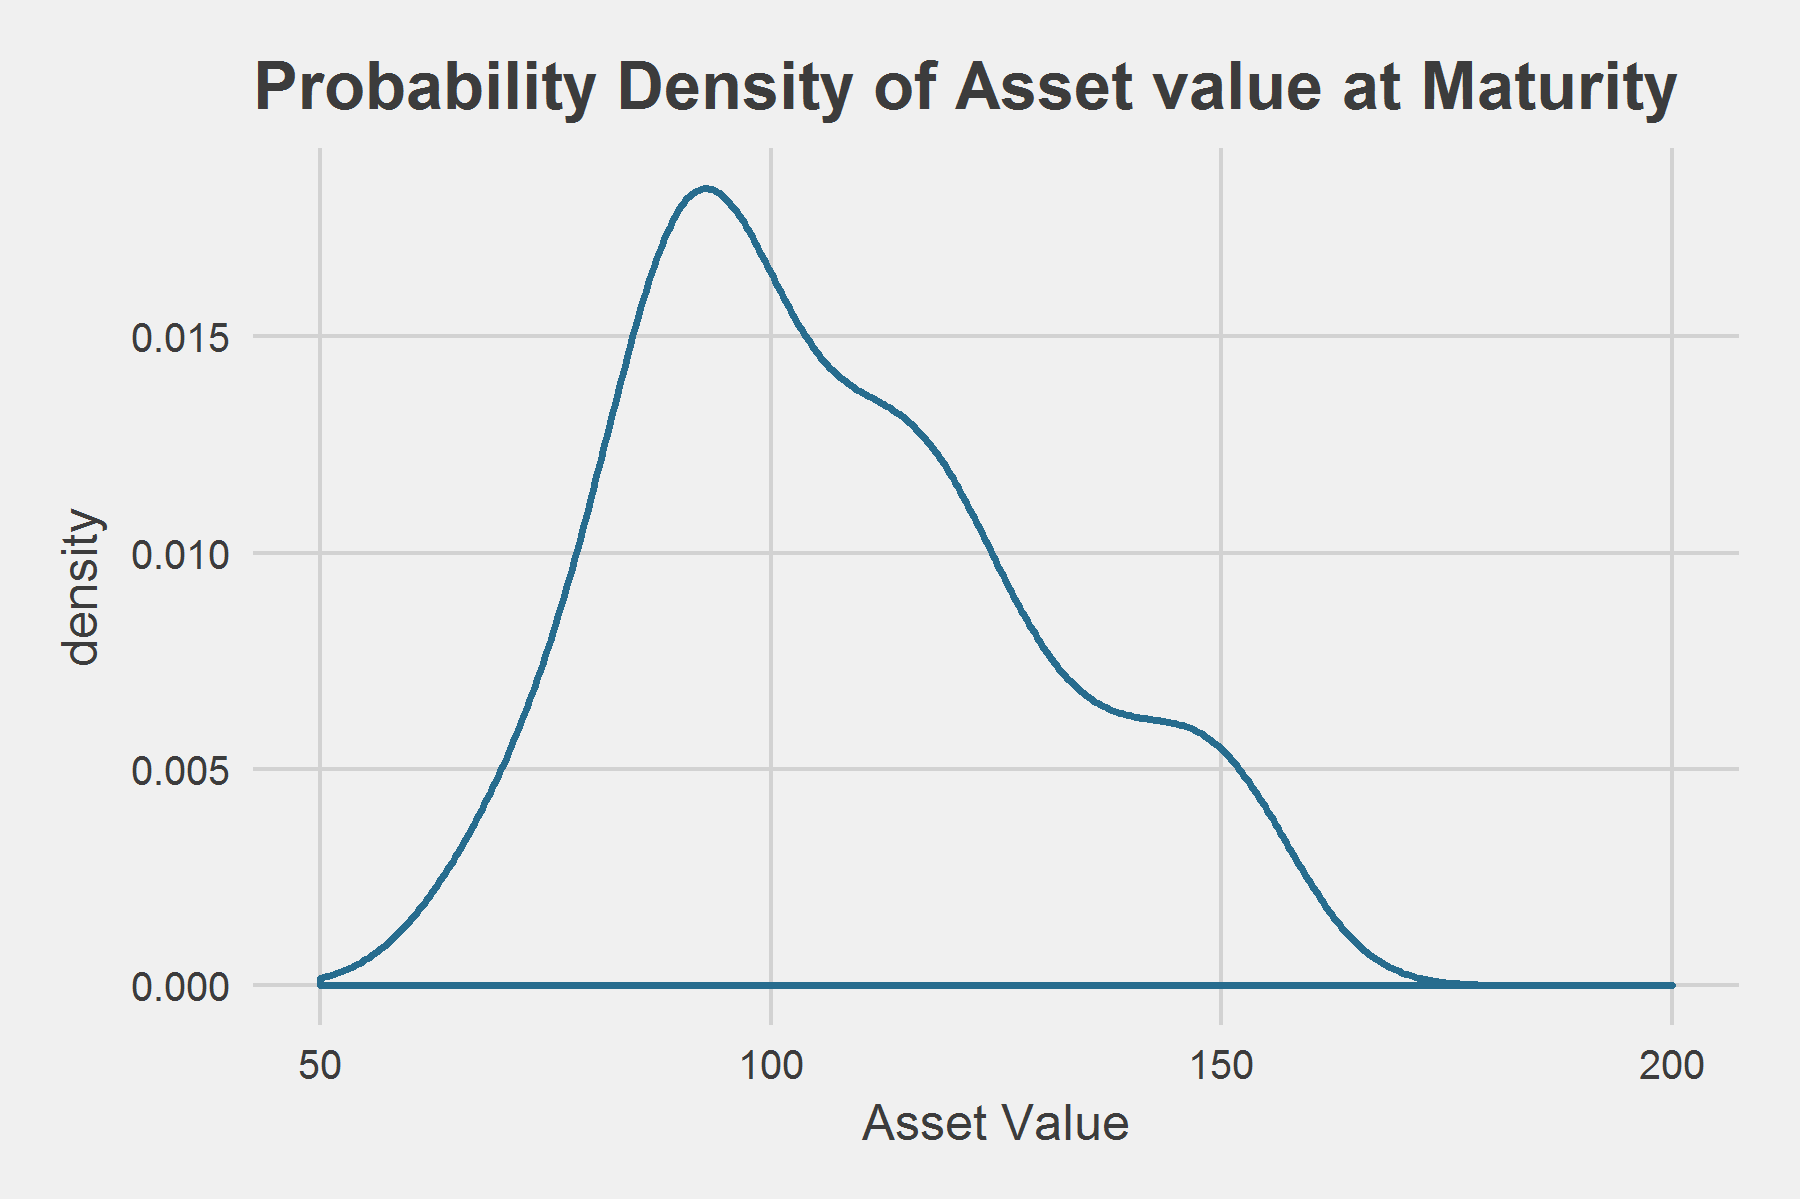 Probability Density of Asset value at Maturity
density
0.015
0.010
0.005
0.000
50 100 150 200
Asset Value